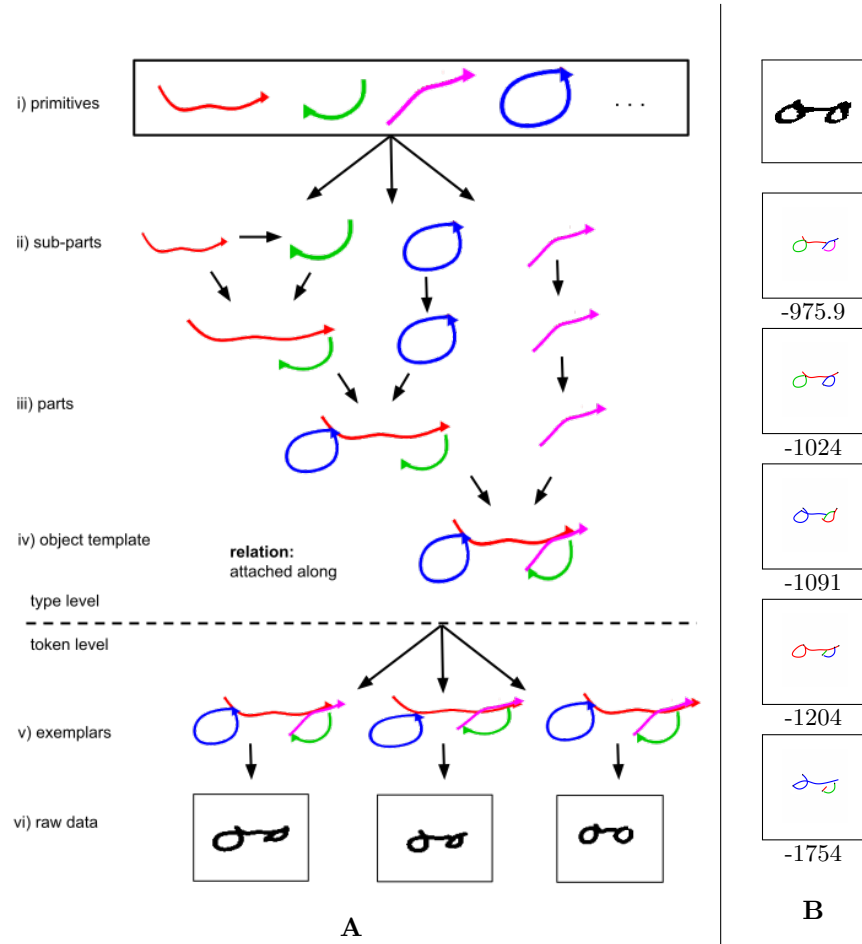 i) primitives
. . .
ii) sub-parts
iii) parts
iv) object template
relation:
attached along
type level
token level
v) exemplars
vi) raw data
A
-975.9
-1024
-1091
-1204
-1754
B